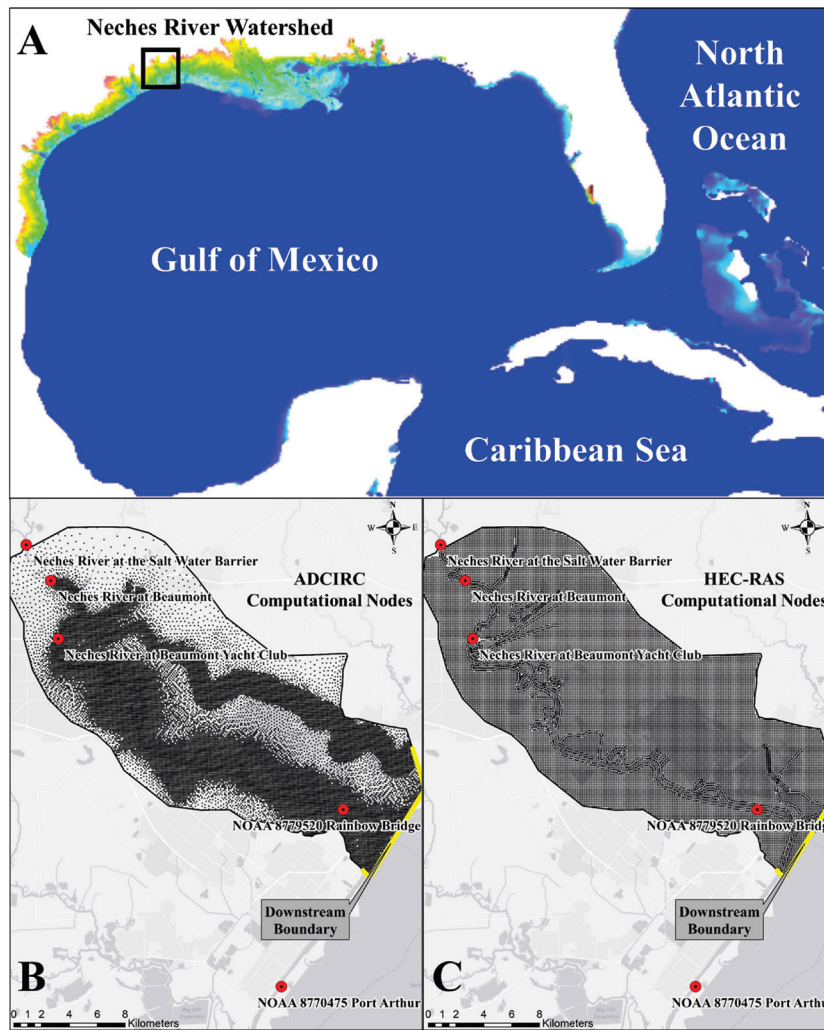 A
Neches River Watershed
North
Atlantic
Ocean
Gulf of Mexico
Caribbean Sea
N
W E
S
Neches River at the Salt Water Barrier
ADCIRC
Computational Nodes
Neches River at Beaumont
Neches River at Beaumont Yacht Club
NOAA 8779520 Rainbow Bridge
Downstream
Boundary
B
NOAA 8770475 Port Arthur
0 1 2 4 6 8
Kilometers
N
W E
S
Neches River at the Salt Water Barrier
HEC-RAS
Computational Nodes
Neches River at Beaumont
Neches River at Beaumont Yacht Club
NOAA 8779520 Rainbow Bridg
Downstream
Boundary
C
NOAA 8770475 Port Arthur
0 1 2 4 6 8
Kilometers